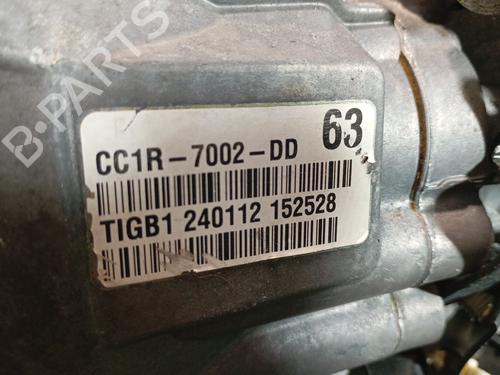 B-PARTS
63
CC1R-7002-DD
TIGB1 240112 152528